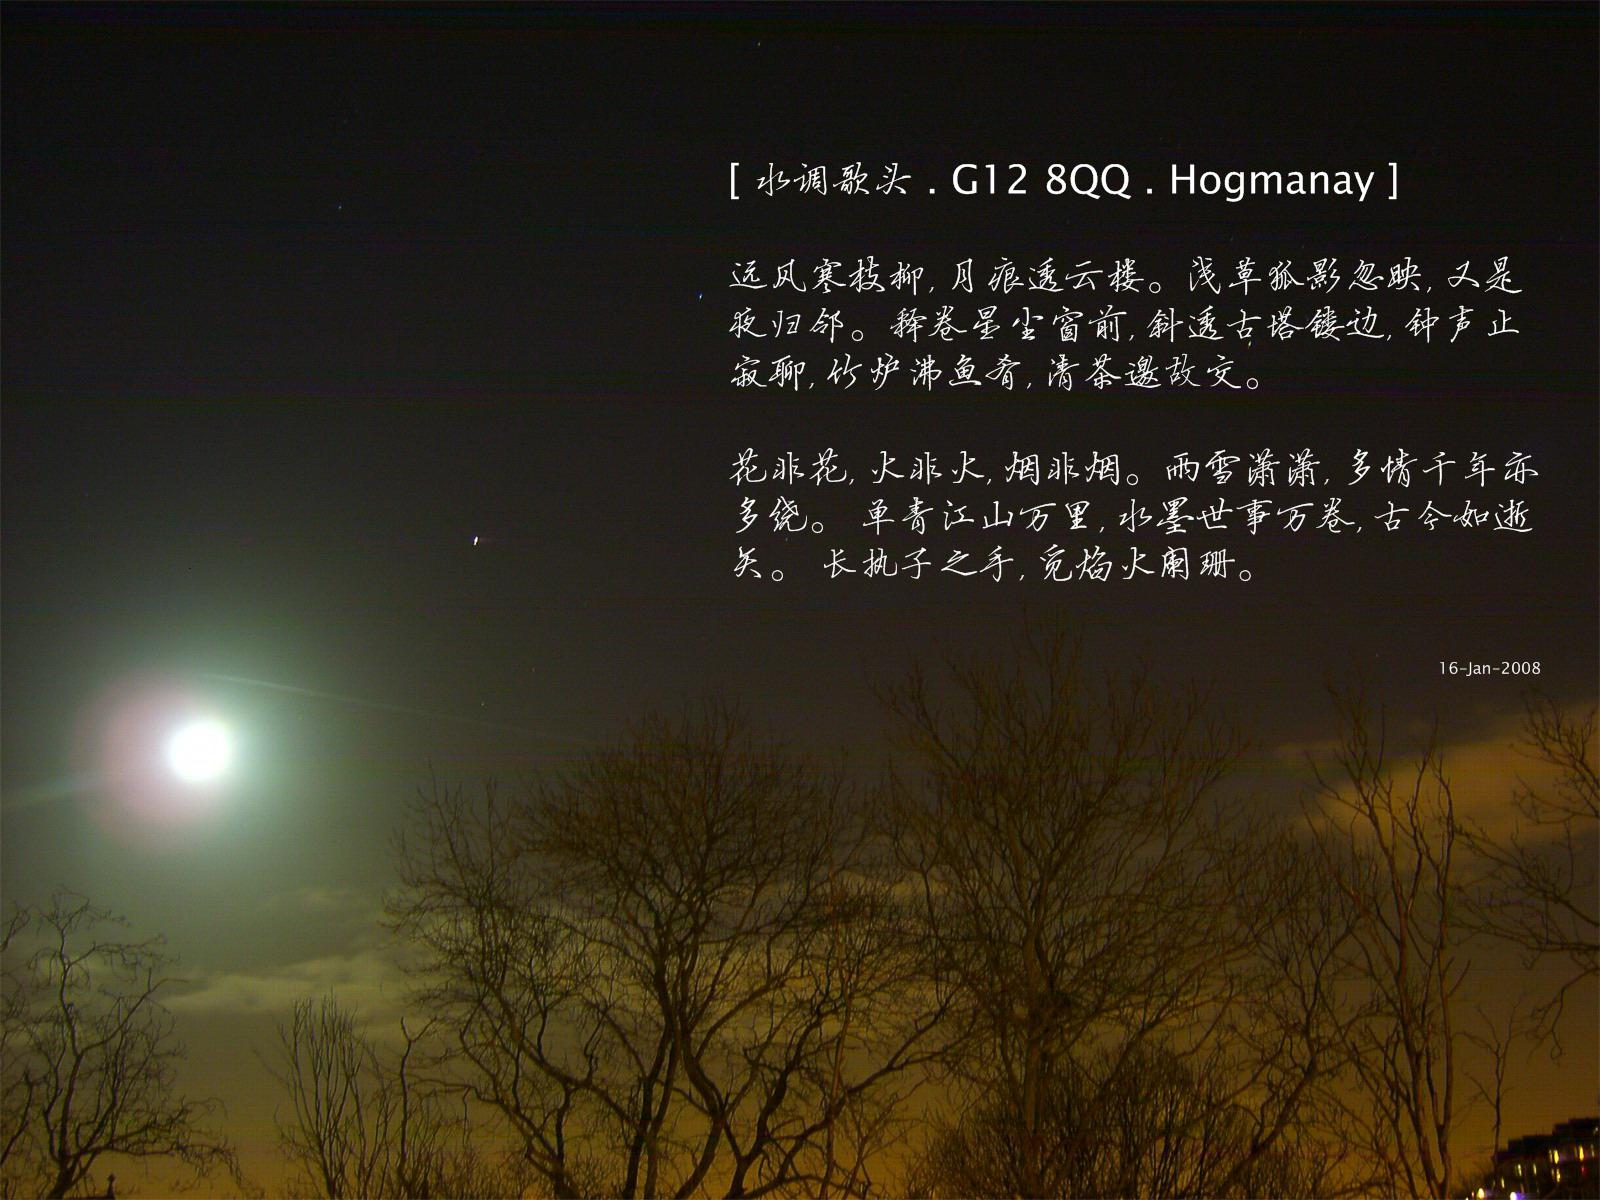 [ 水调歌头 . G12 8QQ . Hogmanay ]
远风寒枝柳, 月痕透云楼。浅草狐影忽映, 又是
夜归邻。释卷星尘窗前, 斜透古塔镂边, 钟声止
寂聊, 竹炉沸鱼肴, 清茶邀故交。
花非花, 火非火, 烟非烟。雨雪潇潇, 多情千年亦
多绕。 单青江山万里, 水墨世事万卷, 古今如逝
矢。 长执子之手, 觅焰火阑珊。
16-Jan-2008